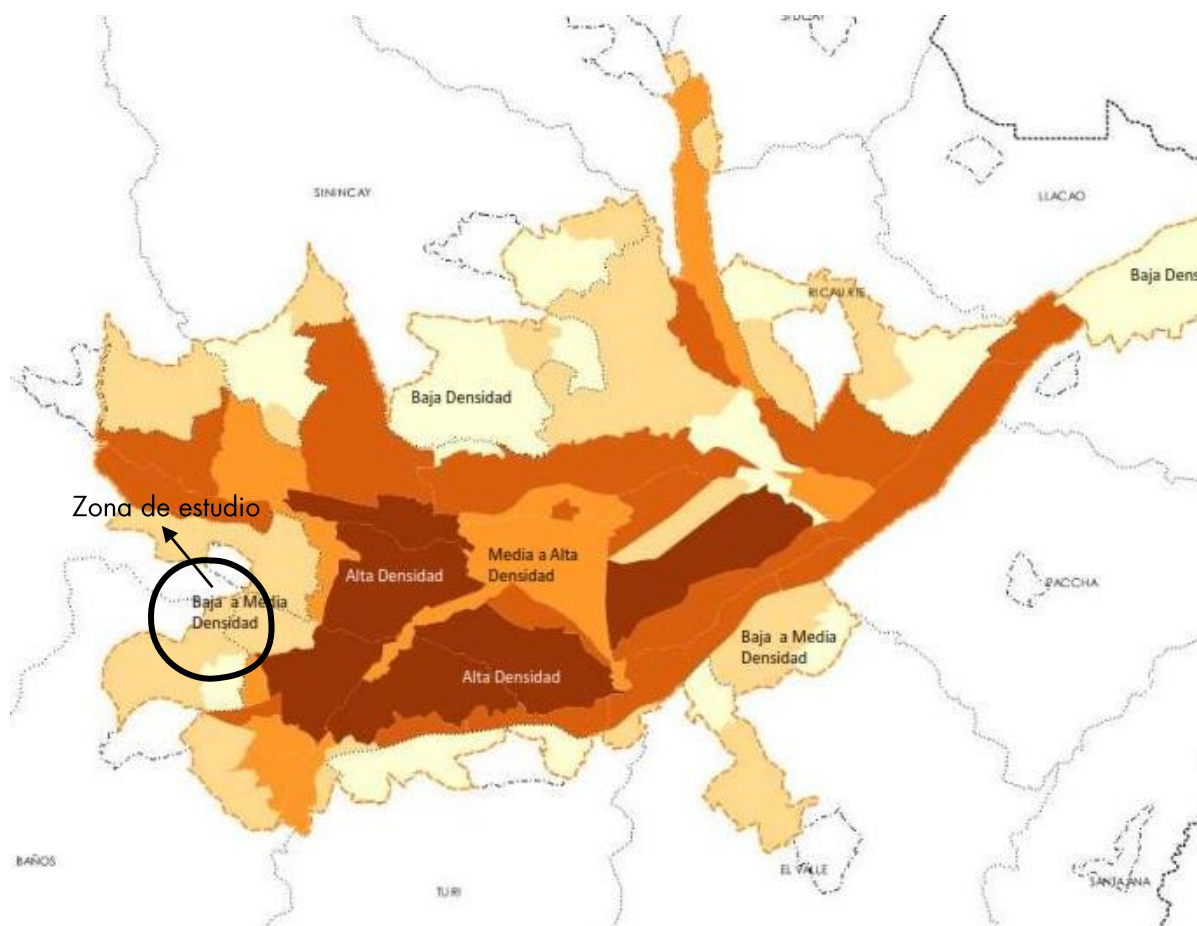 SIDCAY
SININCAY
LLACAO
Baja Dens
RICAURTE
Baja Densidad
Zona de estudio
Media a Alta
Densidad
Alta Densidad
PACCHA
Baja a Media
Densidad
Baja a Media
Densidad
Alta Densidad
BAÑOS
EL VALLE
TURI
SANTA ANA